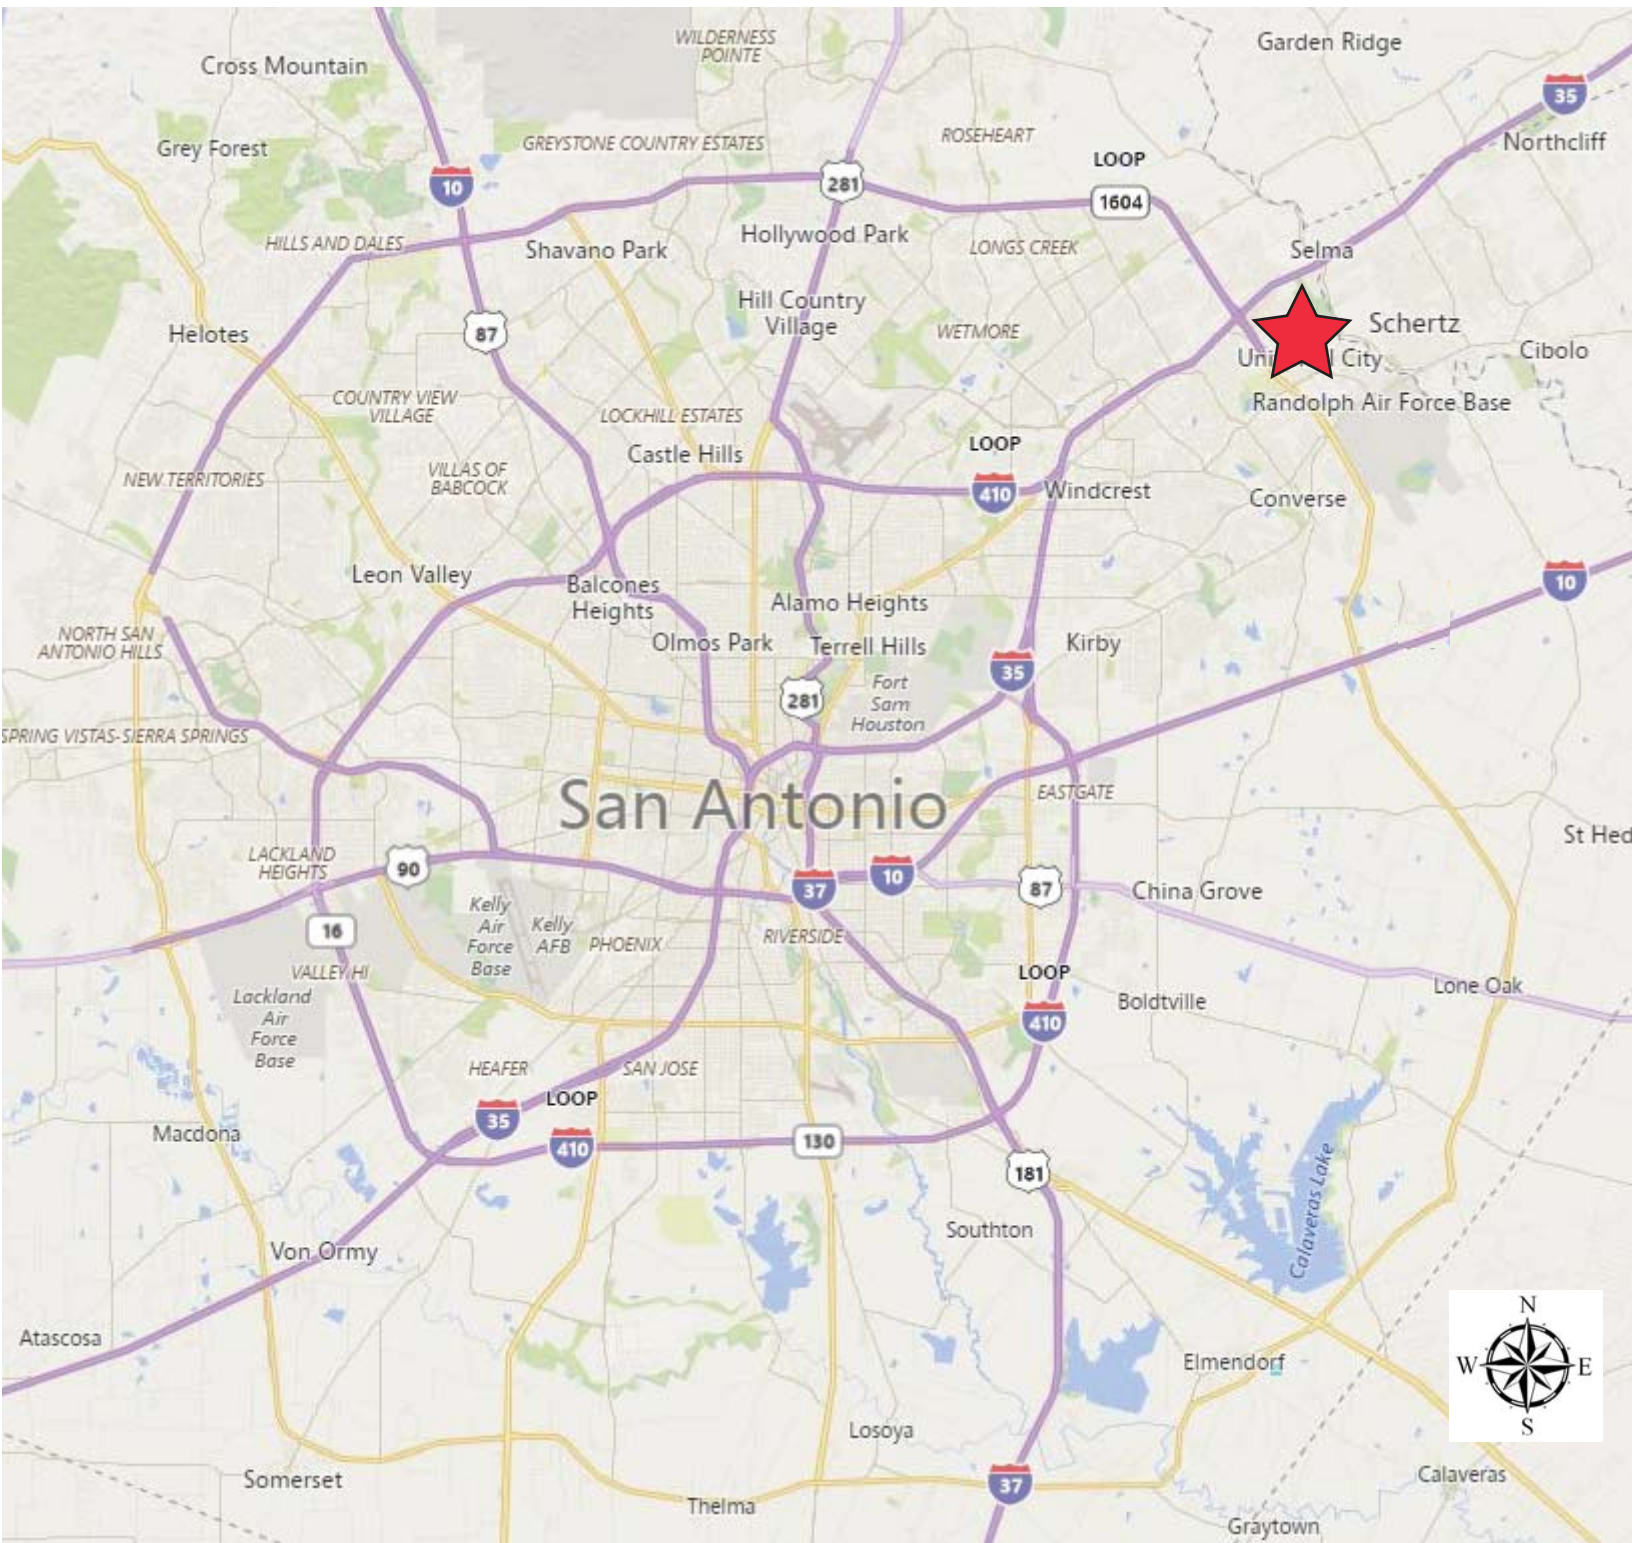 WILDERNESS
POINTE
Garden Ridge
Cross Mountain
35
Grey Forest
GREYSTONE COUNTRY ESTATES
ROSEHEART
Northcliff
LOOP
10
281
1604
HILLS AND DALES
Shavano Park
Hollywood Park
LONGS CREEK
Selma
Hill Country
Village
Helotes
87
WETMORE
Schertz
Cibolo
City
COUNTRY VIEW
VILLAGE
LOCKHILL ESTATES
Randolph Air Force Base
LOOP
Castle Hills
NEW TERRITORIES
VILLAS OF
BABCOCK
410
Windcrest
Converse
Leon Valley
Balcones
Heights
10
Alamo Heights
NORTH SAN
ANTONIO HILLS
Olmos Park
Terrell Hills
Kirby
35
281
Fort
Sam
Houston
SPRING VISTAS-SIERRA SPRINGS
San Antonio
EASTGATE
St Hed
LACKLAND
HEIGHTS
90
37
10
87
China Grove
16
Kelly
Air
Force
Base
Kelly
AFB
PHOENIX
RIVERSIDE
VALLEY HI
LOOP
Lackland
Air
Force
Base
410
Boldtville
Lone Oak
HEAFER
SAN JOSE
LOOP
35
Macdona
410
130
181
Calaveras Lake
Southton
Von Ormy
N
W
E
S
Atascosa
Elmendorf
Losoya
Somerset
37
Calaveras
Thelma
Graytown